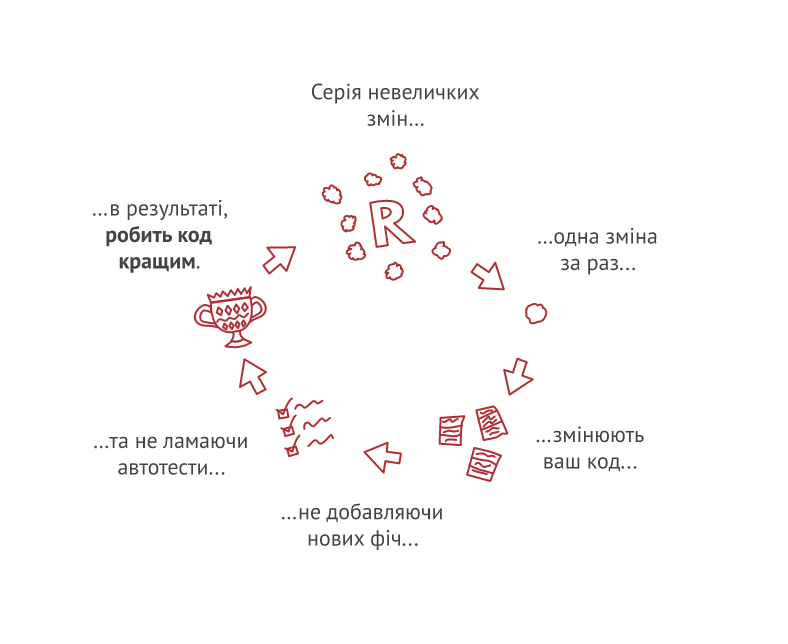 Серія невеличких
змін...
R
...одна зміна
за раз...
...змінюють
ваш код...
...не добавляючи
нових фіч...
...та не ламаючи
автотести...
...в результаті,
робить код
кращим.